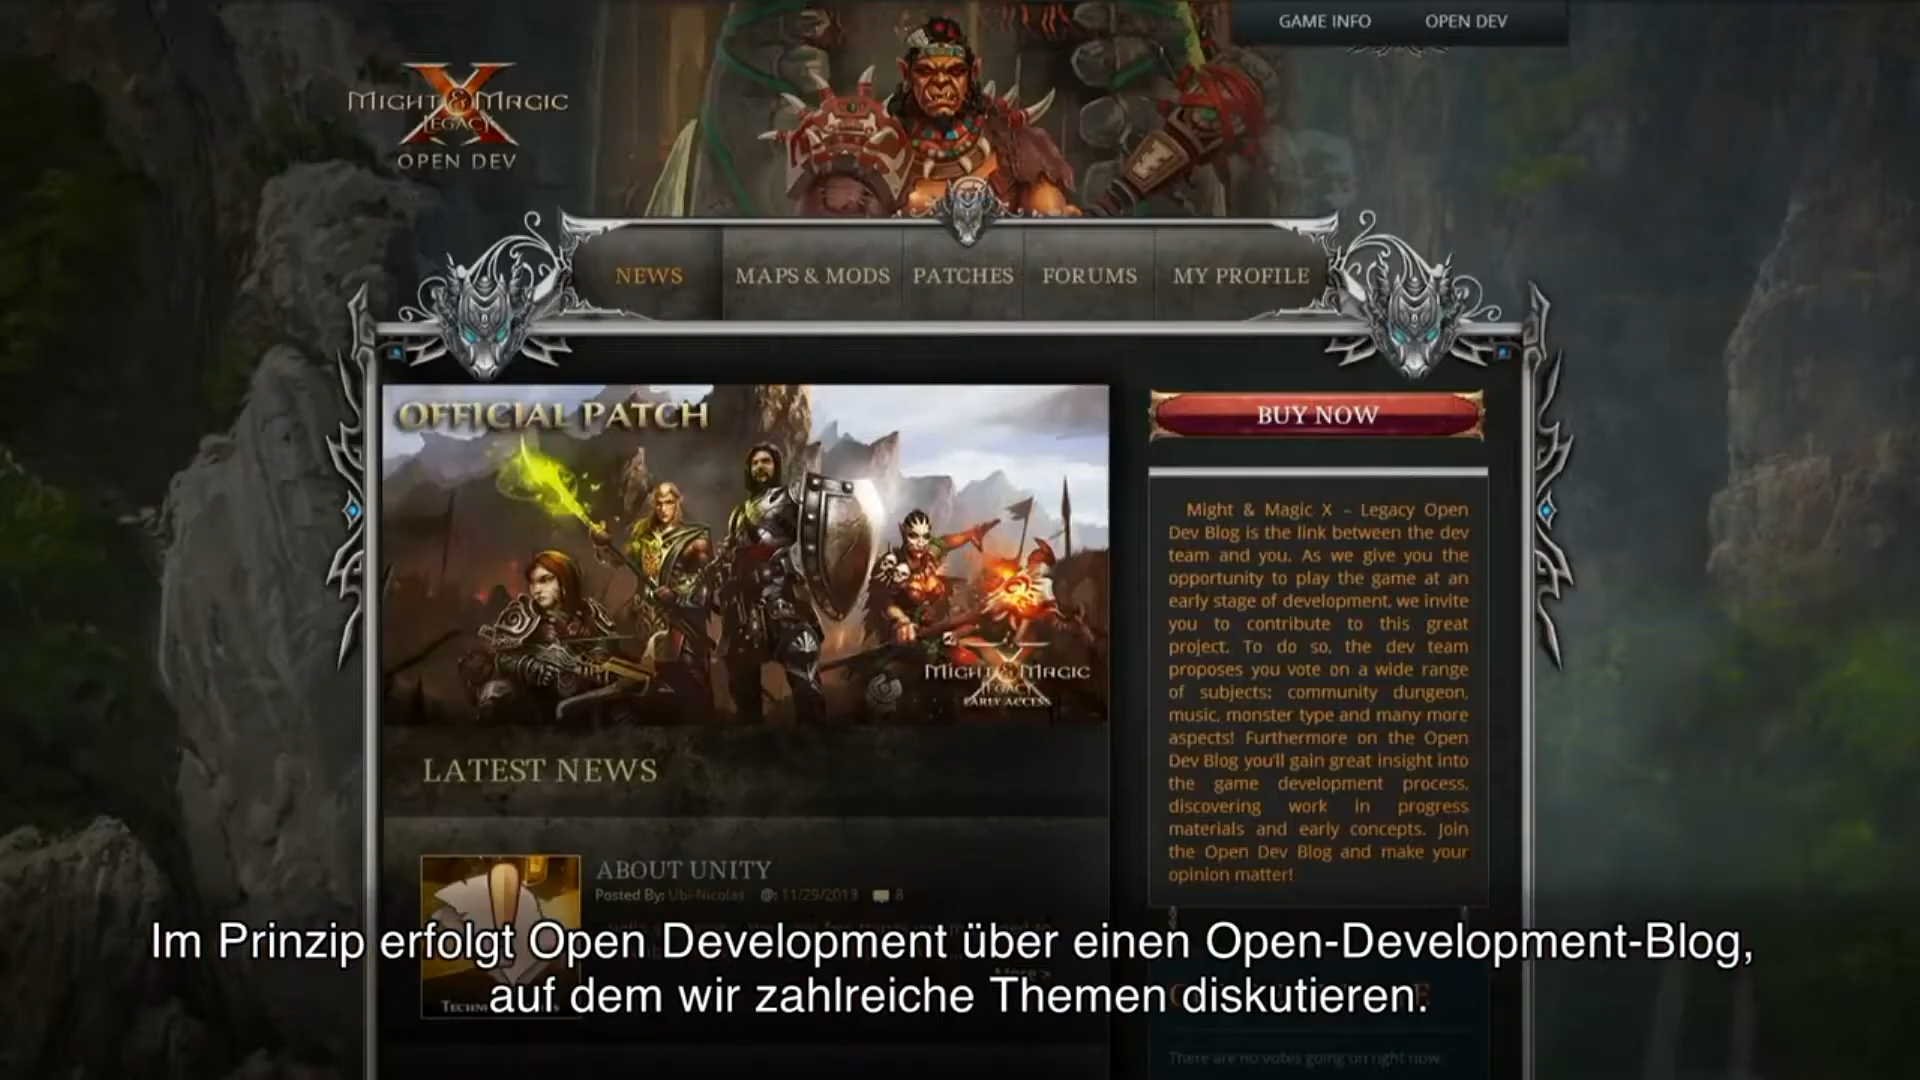 GAME INFO
OPEN DEV
X
MIGHT & MAGIC
LEGACY
OPEN DEV
NEWS
MAPS & MODS
PATCHES
FORUMS
MY PROFILE
OFFICIAL PATCH
MIGHT & MAGIC
LEGACY
EARLY ACCESS
BUY NOW
Might & Magic X – Legacy Open
Dev Blog is the link between the dev
team and you. As we give you the
opportunity to play the game at an
early stage of development, we invite
you to contribute to this great
project. To do so, the dev team
proposes you vote on a wide range
of subjects: community dungeon,
music, monster type and many more
aspects! Furthermore on the Open
Dev Blog you'll gain great insight into
the game development process,
discovering work in progress
materials and early concepts. Join
the Open Dev Blog and make your
opinion matter!
LATEST NEWS
ABOUT UNITY
Posted By: Ubi-Nicolas @: 11/29/2013 8
More >
Im Prinzip erfolgt Open Development über einen Open-Development-Blog,
auf dem wir zahlreiche Themen diskutieren.
There are no votes going on right now.